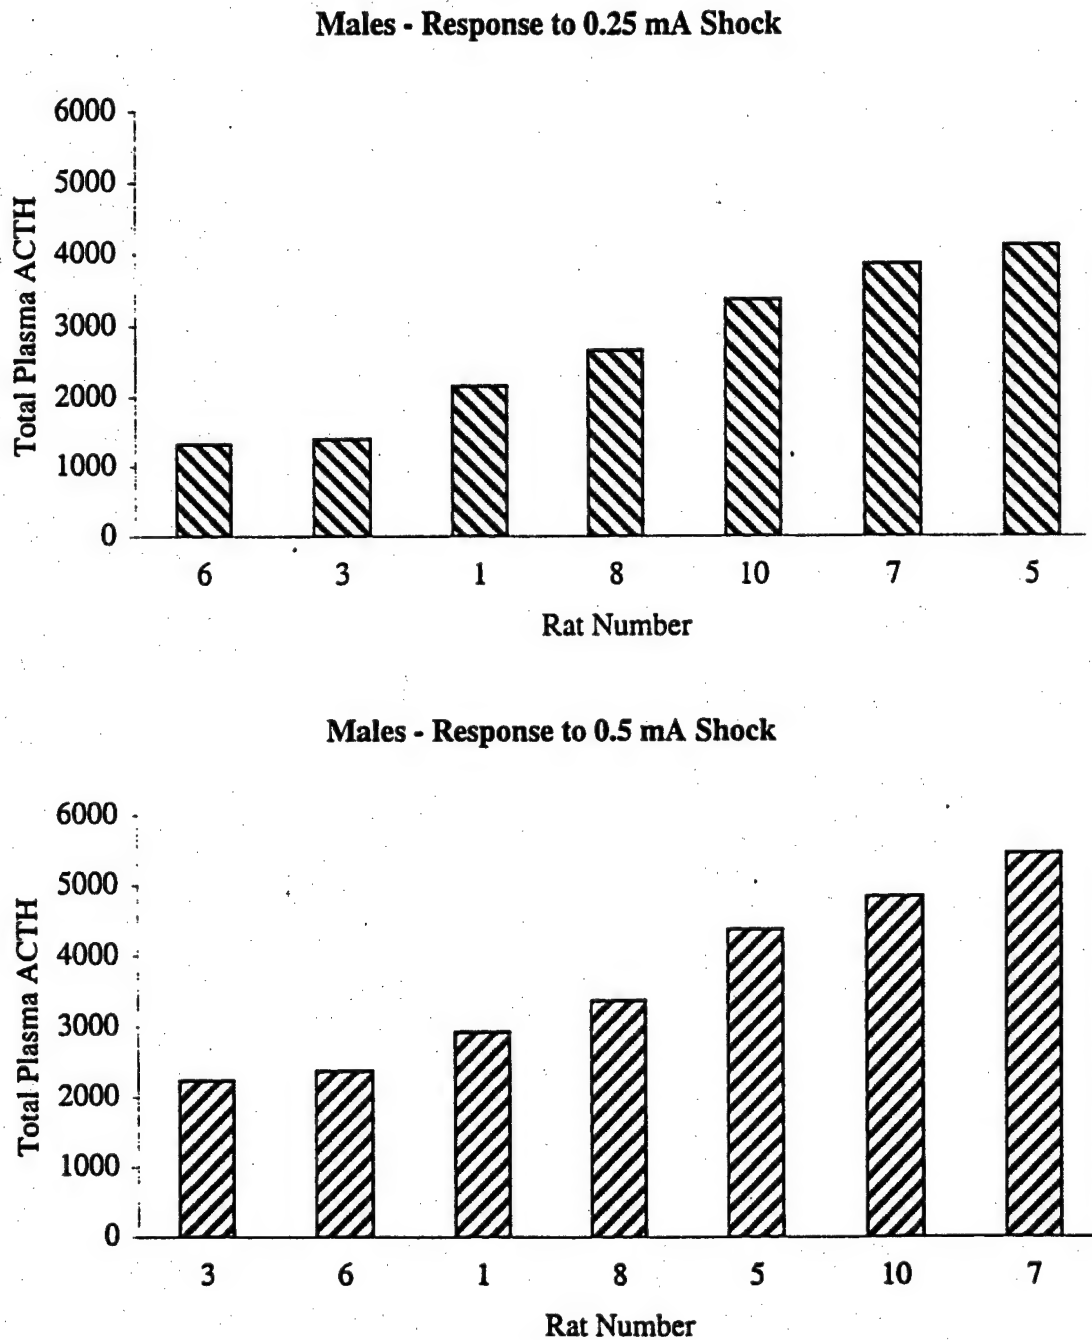 Males - Response to 0.25 mA Shock
6000
5000
4000
3000
2000
1000
0
Total Plasma ACTH
6 3 1 8 10 7 5
Rat Number
Males - Response to 0.5 mA Shock
6000
5000
4000
3000
2000
1000
0
Total Plasma ACTH
3 6 1 8 5 10 7
Rat Number